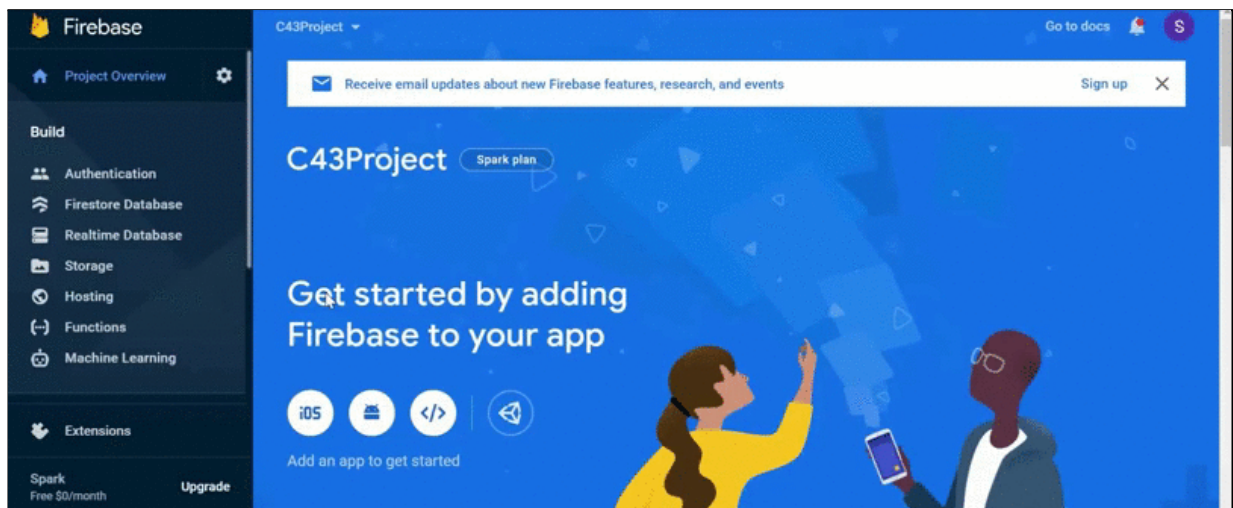 Firebase
Project Overview
Build
Authentication
Firestore Database
Realtime Database
Storage
Hosting
Functions
Machine Learning
Extensions
Spark
Free $0/month
Upgrade
C43Project
Go to docs
S
Receive email updates about new Firebase features, research, and events
Sign up
C43Project
Spark plan
Get started by adding
Firebase to your app
iOS
</>
Add an app to get started